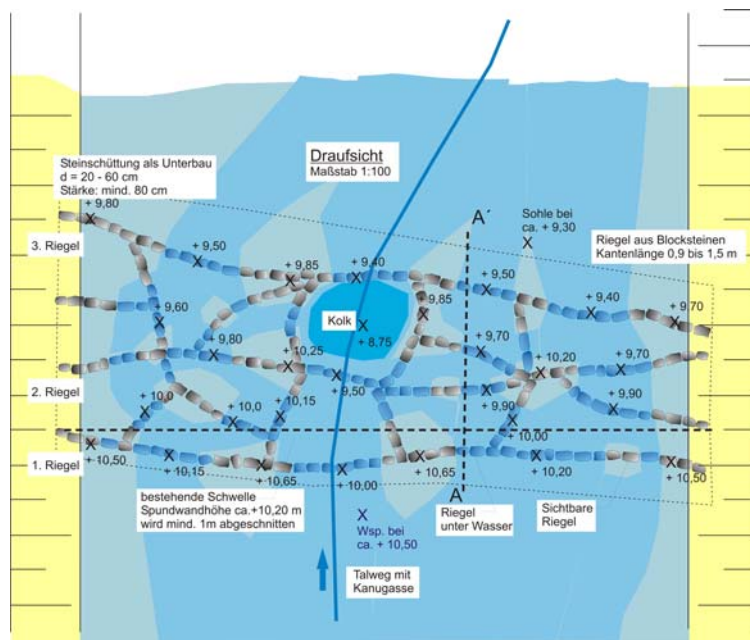 Draufsicht
Maßstab 1:100
Steinschüttung als Unterbau
d = 20 - 60 cm
Stärke: mind. 80 cm
A´
Sohle bei
ca. + 9,30
Riegel aus Blocksteinen
Kantenlänge 0,9 bis 1,5 m
+ 9,80
3. Riegel
+ 9,50
+ 9,85
+ 9,40
+ 9,50
+ 9,85
+ 9,40
+ 9,70
+ 9,60
Kolk
+ 8,75
+ 9,80
+ 10,25
+ 9,70
+ 10,20
+ 9,70
2. Riegel
+ 10,0
+ 10,0
+ 10,15
+ 9,50
+ 9,90
+ 9,90
+ 10,00
1. Riegel
+ 10,50
+ 10,15
+ 10,65
+ 10,00
+ 10,65
+ 10,20
+ 10,50
bestehende Schwelle
Spundwandhöhe ca.+10,20 m
wird mind. 1m abgeschnitten
A
Riegel
unter Wasser
Sichtbare
Riegel
Wsp. bei
ca. + 10,50
Talweg mit
Kanugasse